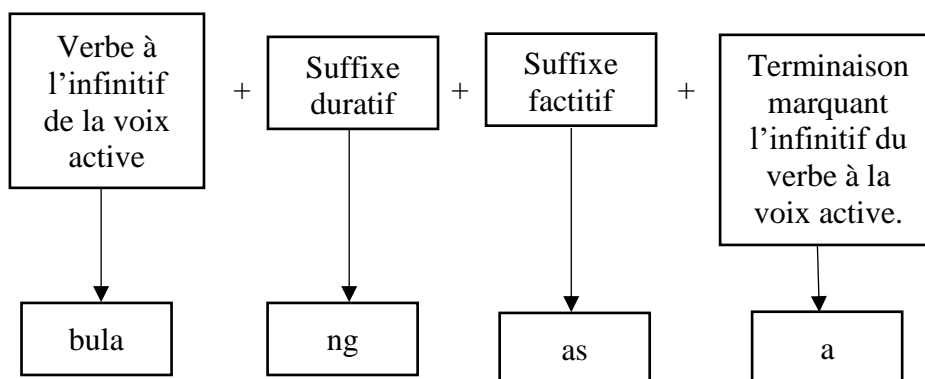 Verbe à
l’infinitif
de la voix
active
+
Suffixe
duratif
+
Suffixe
factitif
+
Terminaison
marquant
l’infinitif du
verbe à la
voix active.
bula
ng
as
a